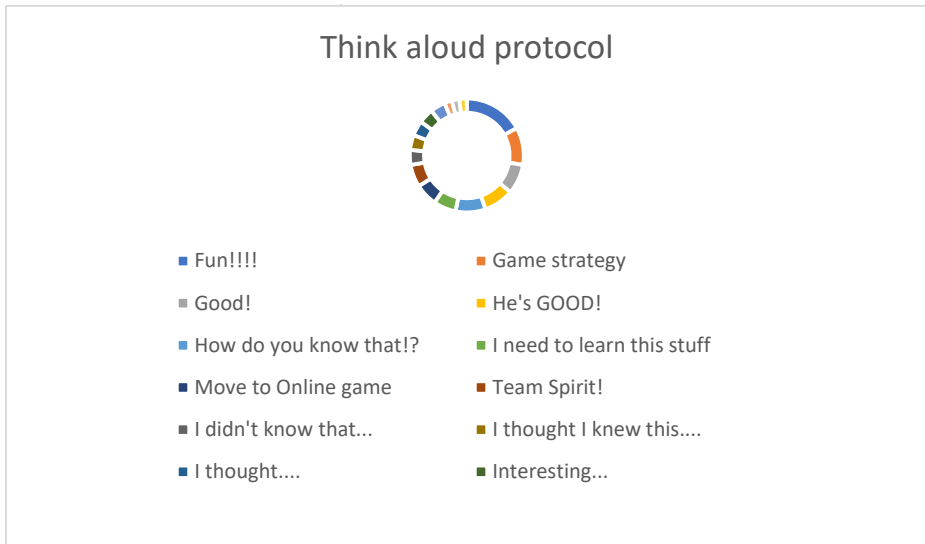 Think aloud protocol
Fun!!!!
Game strategy
Good!
He's GOOD!
How do you know that!?
I need to learn this stuff
Move to Online game
Team Spirit!
I didn't know that...
I thought I knew this....
I thought....
Interesting...